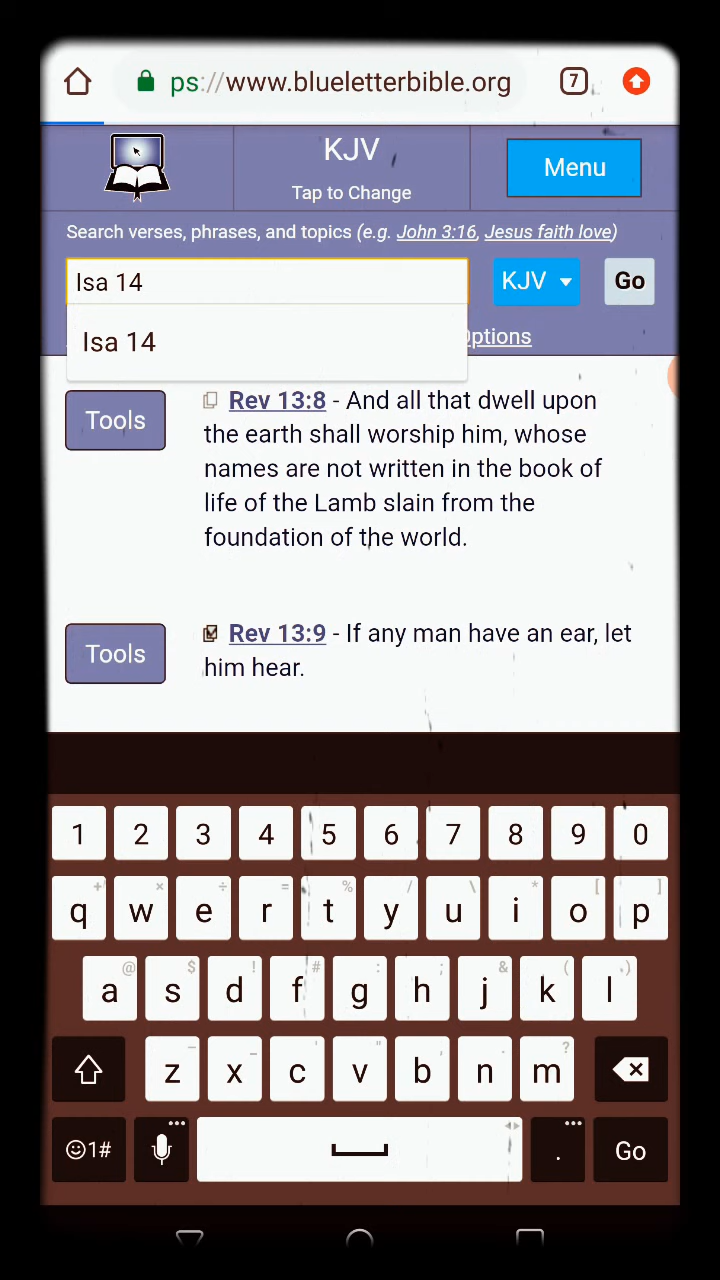 ps://www.blueletterbible.org 7
KJV
Tap to Change
Menu
Search verses, phrases, and topics (e.g. John 3:16, Jesus faith love)
Isa 14 KJV Go
Isa 14
ptions
Tools
Rev 13:8 - And all that dwell upon
the earth shall worship him, whose
names are not written in the book of
life of the Lamb slain from the
foundation of the world.
Tools
Rev 13:9 - If any man have an ear, let
him hear.
1 2 3 4 5 6 7 8 9 0
+ × ÷ = % / \ * [ ]
q w e r t y u i o p
@ $ ! # : ; & ( )
a s d f g h j k l
- _ ' " , . ?
z x c v b n m
1# . Go